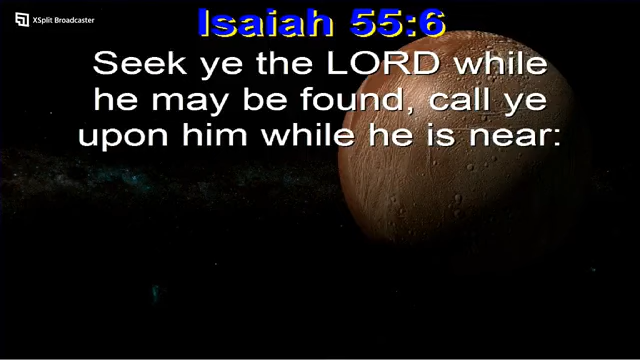 XSplit Broadcaster
Isaiah 55:6
Seek ye the LORD while
he may be found, call ye
upon him while he is near: